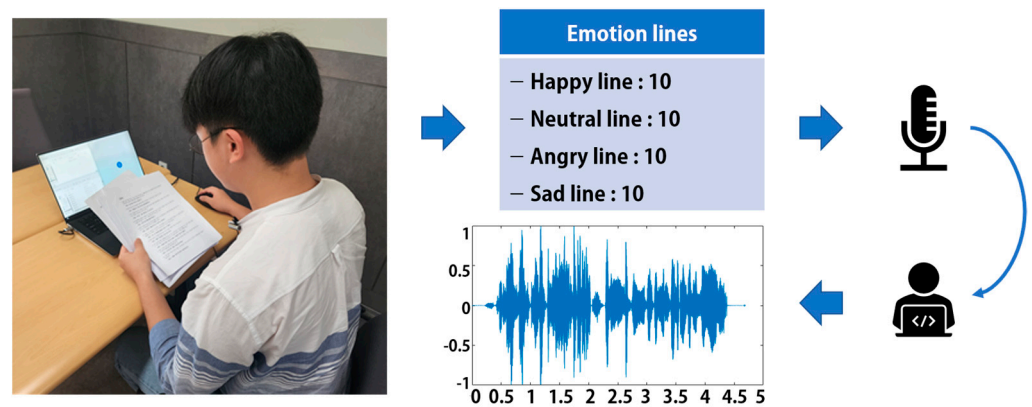 Emotion lines
– Happy line : 10
– Neutral line : 10
– Angry line : 10
– Sad line : 10
</>
1
0.5
0
-0.5
-1
0 0.5 1 1.5 2 2.5 3 3.5 4 4.5 5